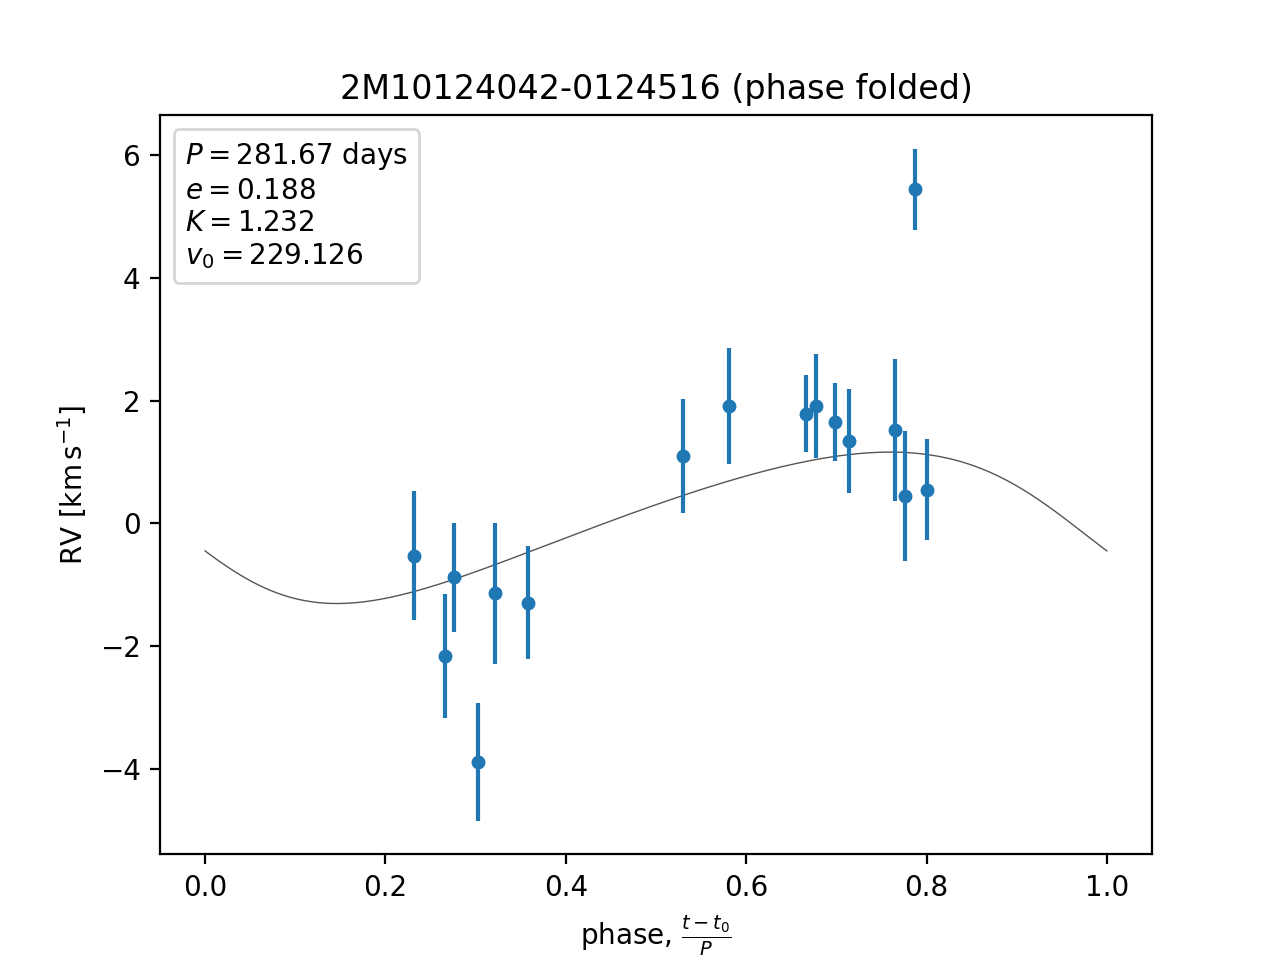 2M10124042-0124516 (phase folded)
P = 281.67 days
e = 0.188
K = 1.232
v₀ = 229.126
6
4
2
0
−2
−4
RV [km s⁻¹]
0.0 0.2 0.4 0.6 0.8 1.0
phase, (t − t₀)/P